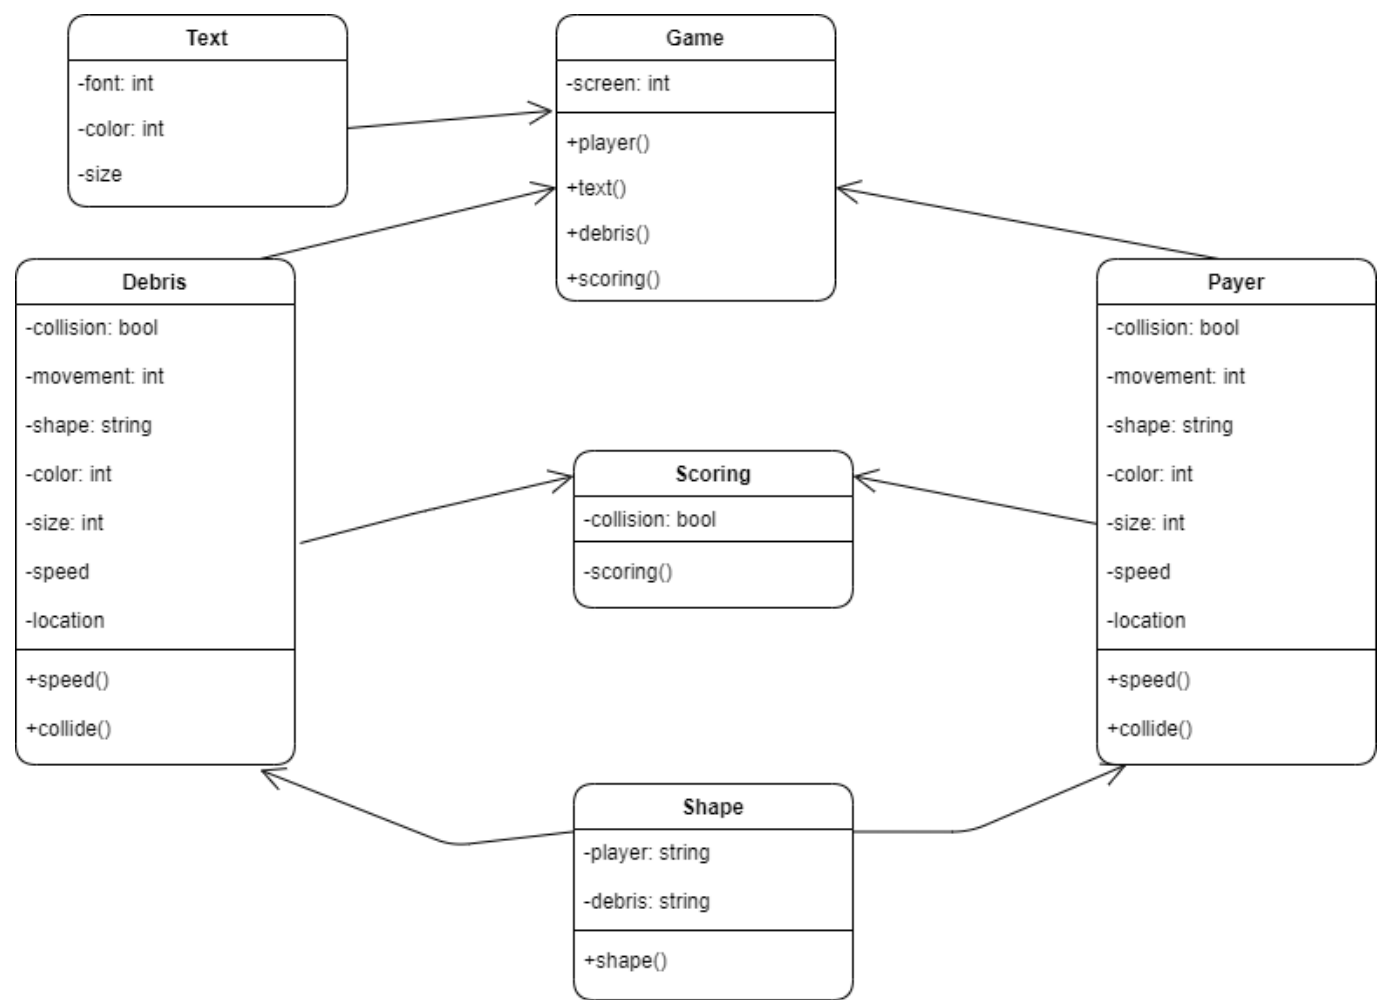 Text
-font: int
-color: int
-size
Game
-screen: int
+player()
+text()
+debris()
+scoring()
Debris
-collision: bool
-movement: int
-shape: string
-color: int
-size: int
-speed
-location
+speed()
+collide()
Scoring
-collision: bool
-scoring()
Payer
-collision: bool
-movement: int
-shape: string
-color: int
-size: int
-speed
-location
+speed()
+collide()
Shape
-player: string
-debris: string
+shape()